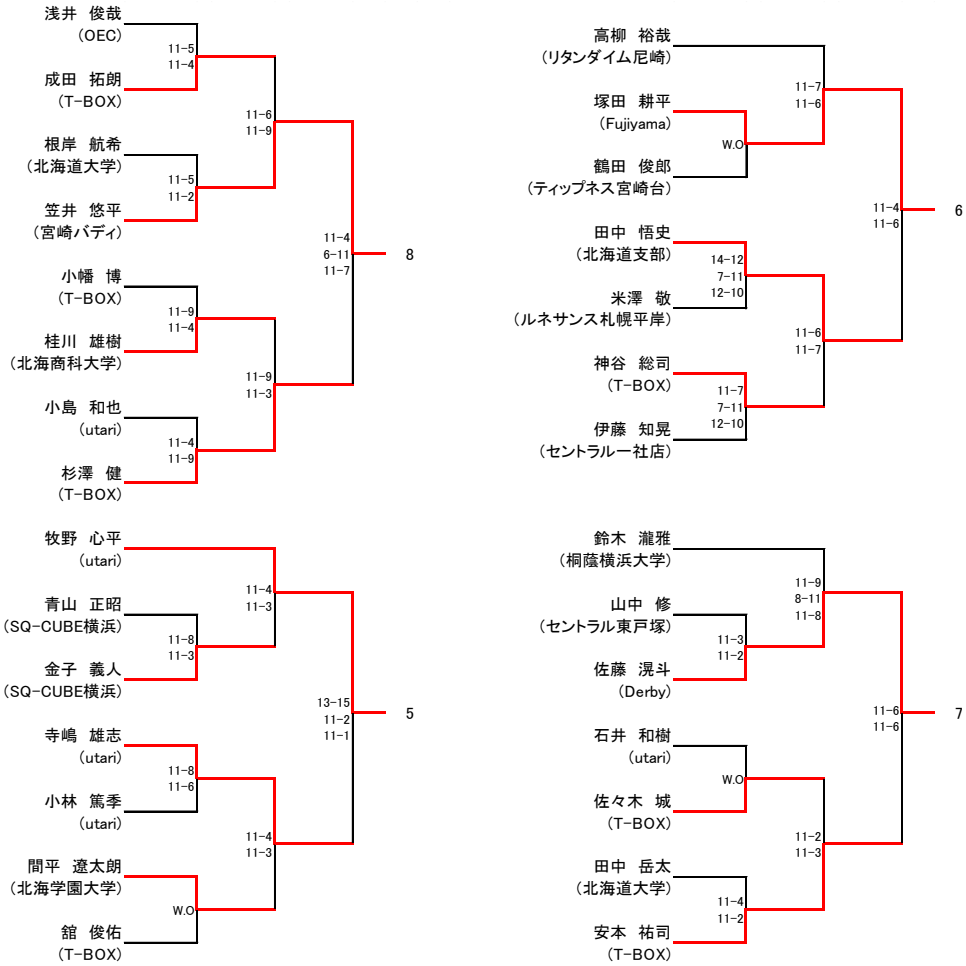 浅井 俊哉
(OEC)
11-5
11-4
成田 拓朗
(T-BOX)
11-6
11-9
根岸 航希
(北海道大学)
11-5
11-2
笠井 悠平
(宮崎バディ)
11-4
6-11
11-7
8
小幡 博
(T-BOX)
11-9
11-4
桂川 雄樹
(北海商科大学)
11-9
11-3
小島 和也
(utari)
11-4
11-9
杉澤 健
(T-BOX)
高柳 裕哉
(リタンダイム尼崎)
11-7
11-6
塚田 耕平
(Fujiyama)
W.O
鶴田 俊郎
(ティップネス宮崎台)
11-4
11-6
6
田中 悟史
(北海道支部)
14-12
7-11
12-10
米澤 敬
(ルネサンス札幌平岸)
11-6
11-7
神谷 総司
(T-BOX)
11-7
7-11
12-10
伊藤 知晃
(セントラル一社店)
牧野 心平
(utari)
11-4
11-3
青山 正昭
(SQ-CUBE横浜)
11-8
11-3
金子 義人
(SQ-CUBE横浜)
13-15
11-2
11-1
5
寺嶋 雄志
(utari)
11-8
11-6
小林 篤季
(utari)
11-4
11-3
間平 遼太朗
(北海学園大学)
W.O
舘 俊佑
(T-BOX)
鈴木 瀧雅
(桐蔭横浜大学)
11-9
8-11
11-8
山中 修
(セントラル東戸塚)
11-3
11-2
佐藤 滉斗
(Derby)
11-6
11-6
7
石井 和樹
(utari)
W.O
佐々木 城
(T-BOX)
11-2
11-3
田中 岳太
(北海道大学)
11-4
11-2
安本 祐司
(T-BOX)